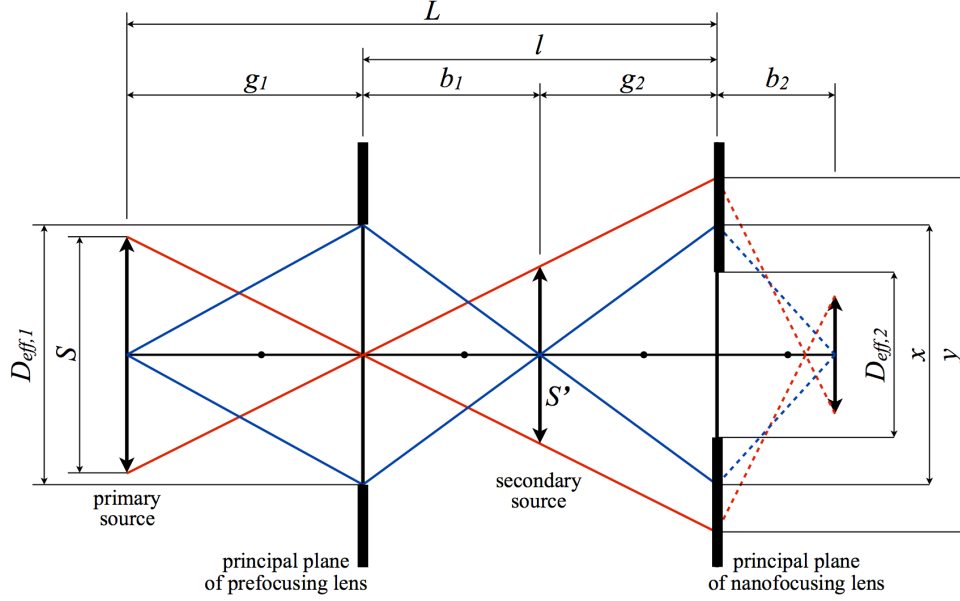 L
l
g1
b1
g2
b2
Deff,1
S
S’
Deff,2
x
y
primary
source
secondary
source
principal plane
of prefocusing lens
principal plane
of nanofocusing lens